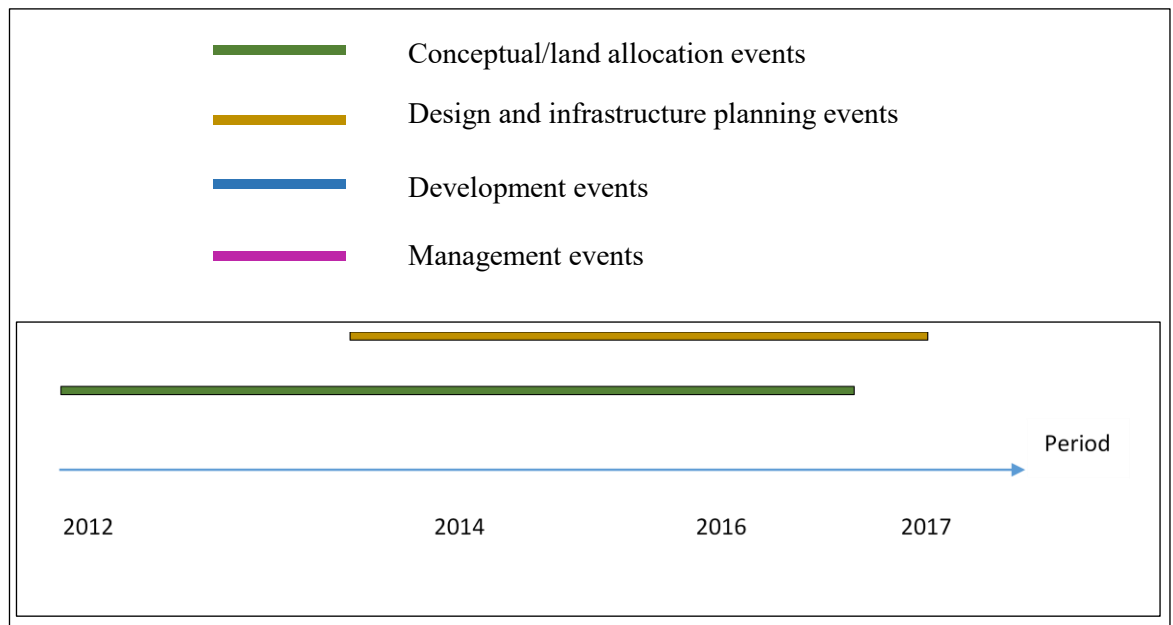 Conceptual/land allocation events
Design and infrastructure planning events
Development events
Management events
Period
2012 2014 2016 2017